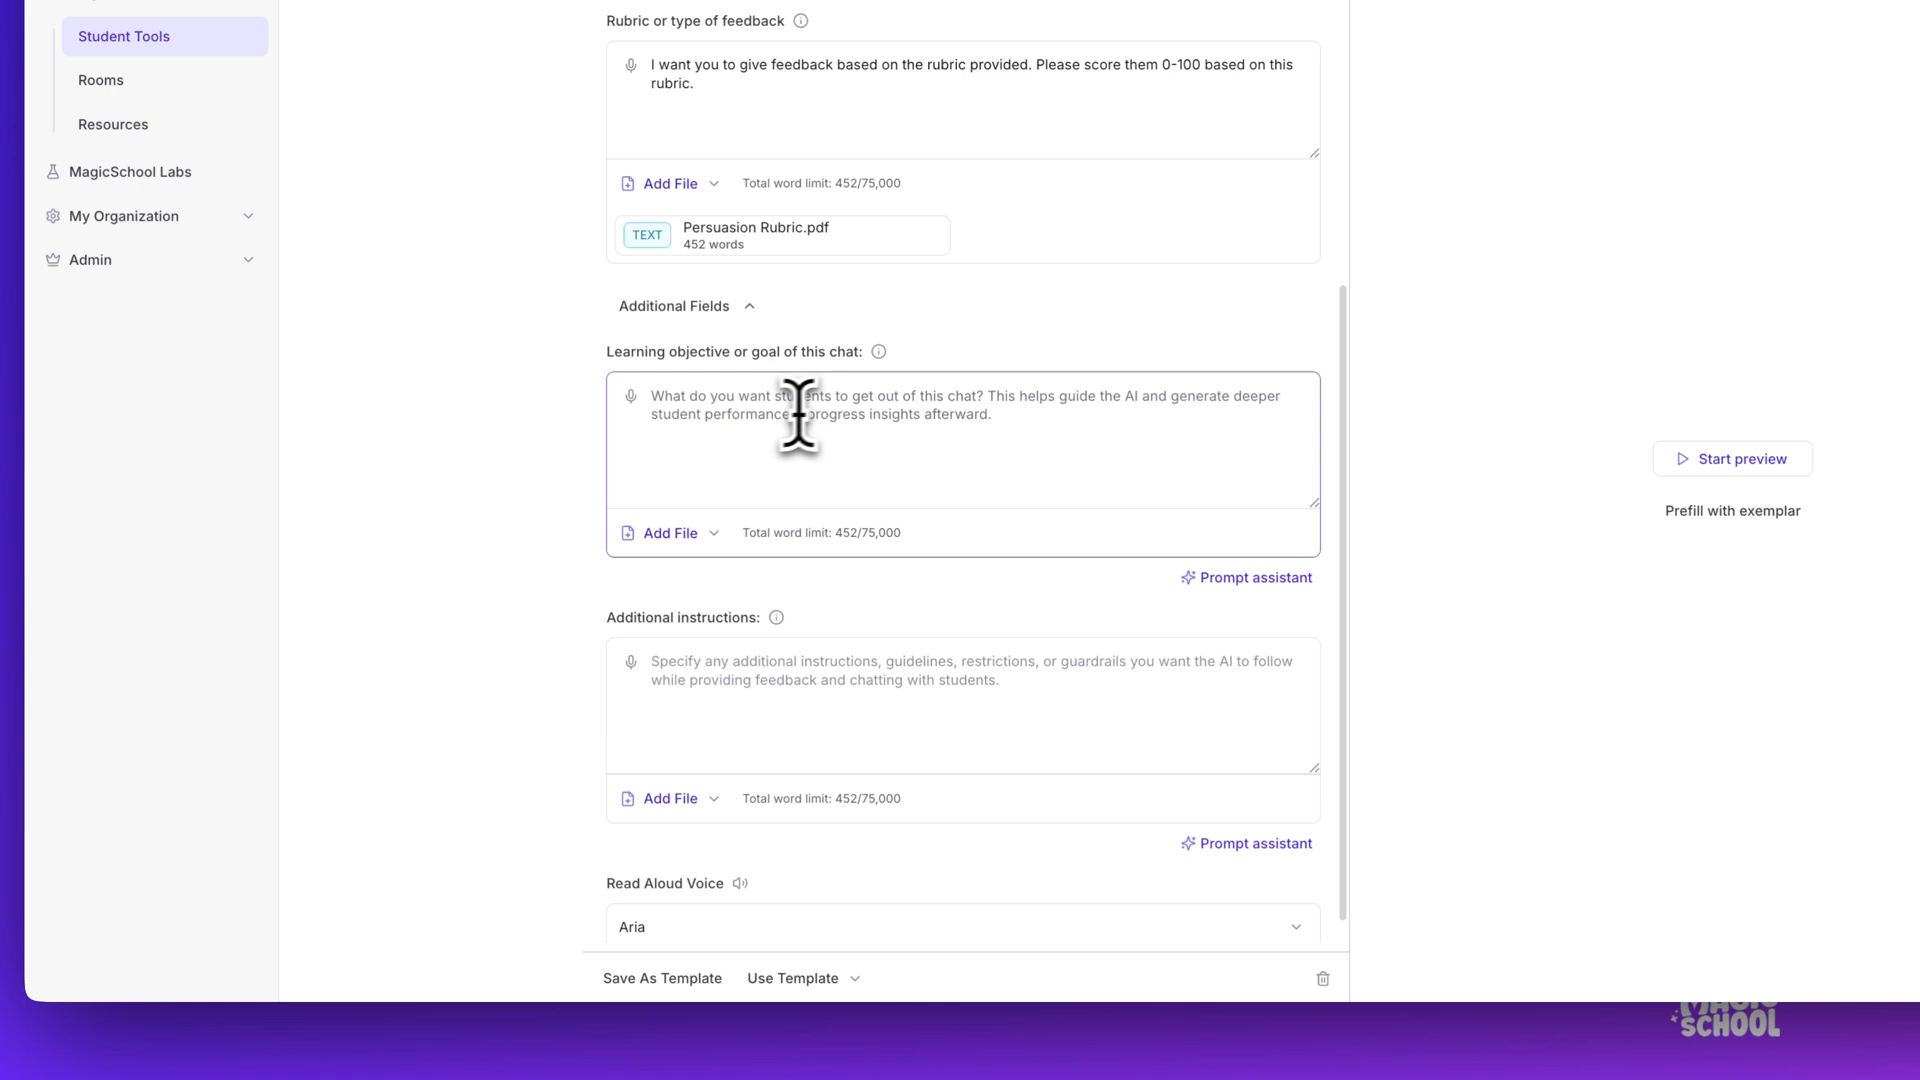 Student Tools
Rooms
Resources
MagicSchool Labs
My Organization
Admin
Rubric or type of feedback
I want you to give feedback based on the rubric provided. Please score them 0-100 based on this
rubric.
Add File
Total word limit: 452/75,000
TEXT
Persuasion Rubric.pdf
452 words
Additional Fields
Learning objective or goal of this chat:
What do you want students to get out of this chat? This helps guide the AI and generate deeper
student performance progress insights afterward.
Add File
Total word limit: 452/75,000
Prompt assistant
Additional instructions:
Specify any additional instructions, guidelines, restrictions, or guardrails you want the AI to follow
while providing feedback and chatting with students.
Add File
Total word limit: 452/75,000
Prompt assistant
Read Aloud Voice
Aria
Save As Template
Use Template
Start preview
Prefill with exemplar
MAGIC
SCHOOL